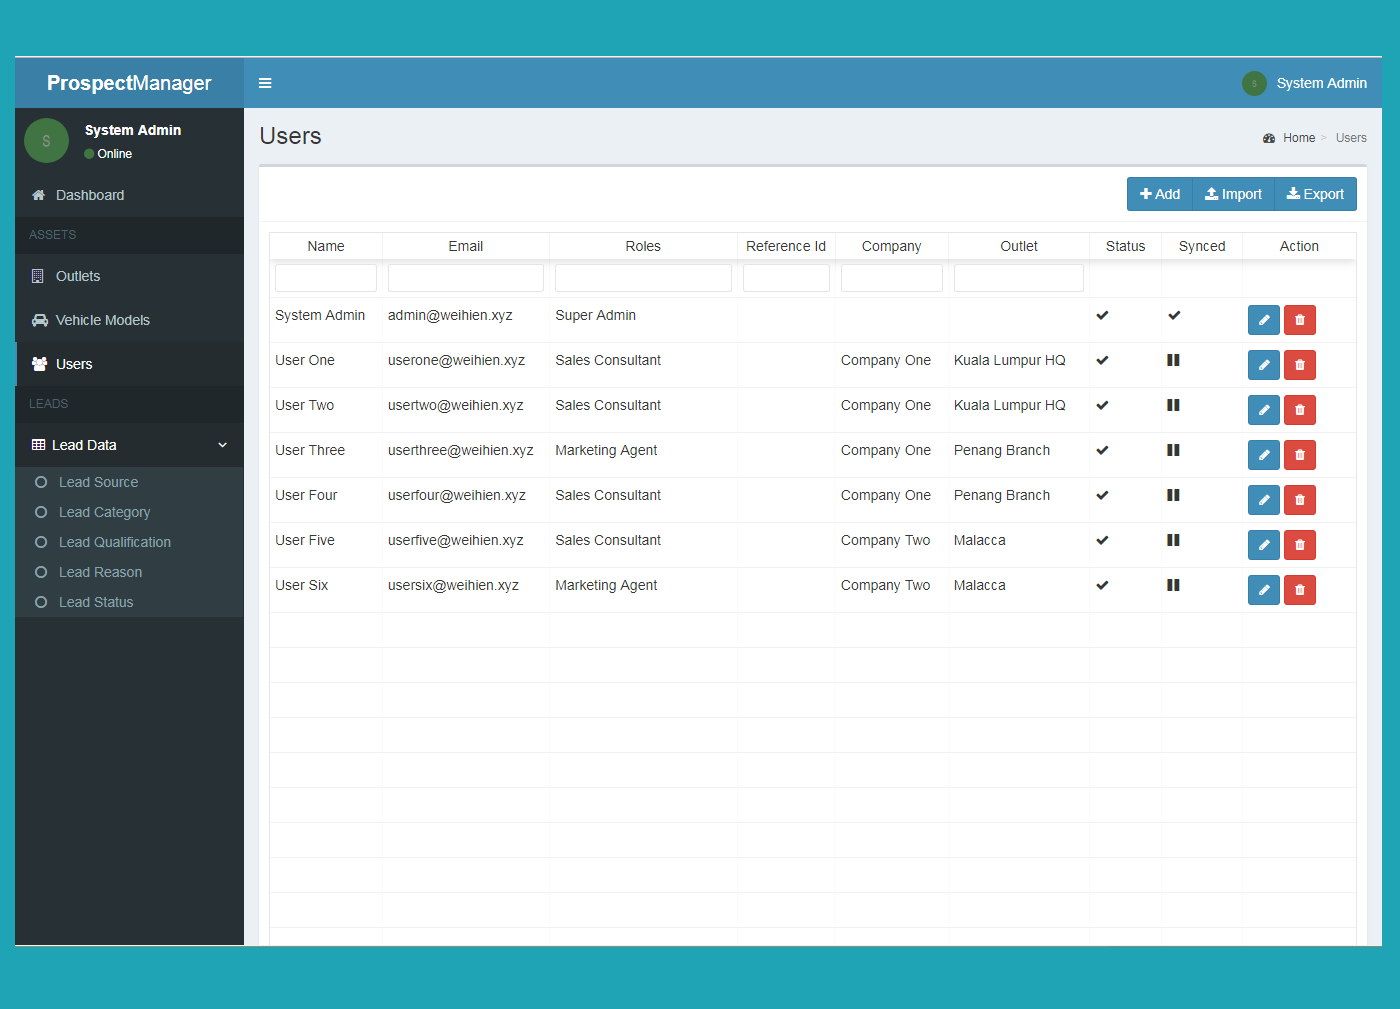 ProspectManager
S System Admin
S System Admin
Online
Dashboard
ASSETS
Outlets
Vehicle Models
Users
LEADS
Lead Data
Lead Source
Lead Category
Lead Qualification
Lead Reason
Lead Status
Users
Home > Users
Add Import Export
Name Email Roles Reference Id Company Outlet Status Synced Action
System Admin admin@weihien.xyz Super Admin
User One userone@weihien.xyz Sales Consultant Company One Kuala Lumpur HQ
User Two usertwo@weihien.xyz Sales Consultant Company One Kuala Lumpur HQ
User Three userthree@weihien.xyz Marketing Agent Company One Penang Branch
User Four userfour@weihien.xyz Sales Consultant Company One Penang Branch
User Five userfive@weihien.xyz Sales Consultant Company Two Malacca
User Six usersix@weihien.xyz Marketing Agent Company Two Malacca